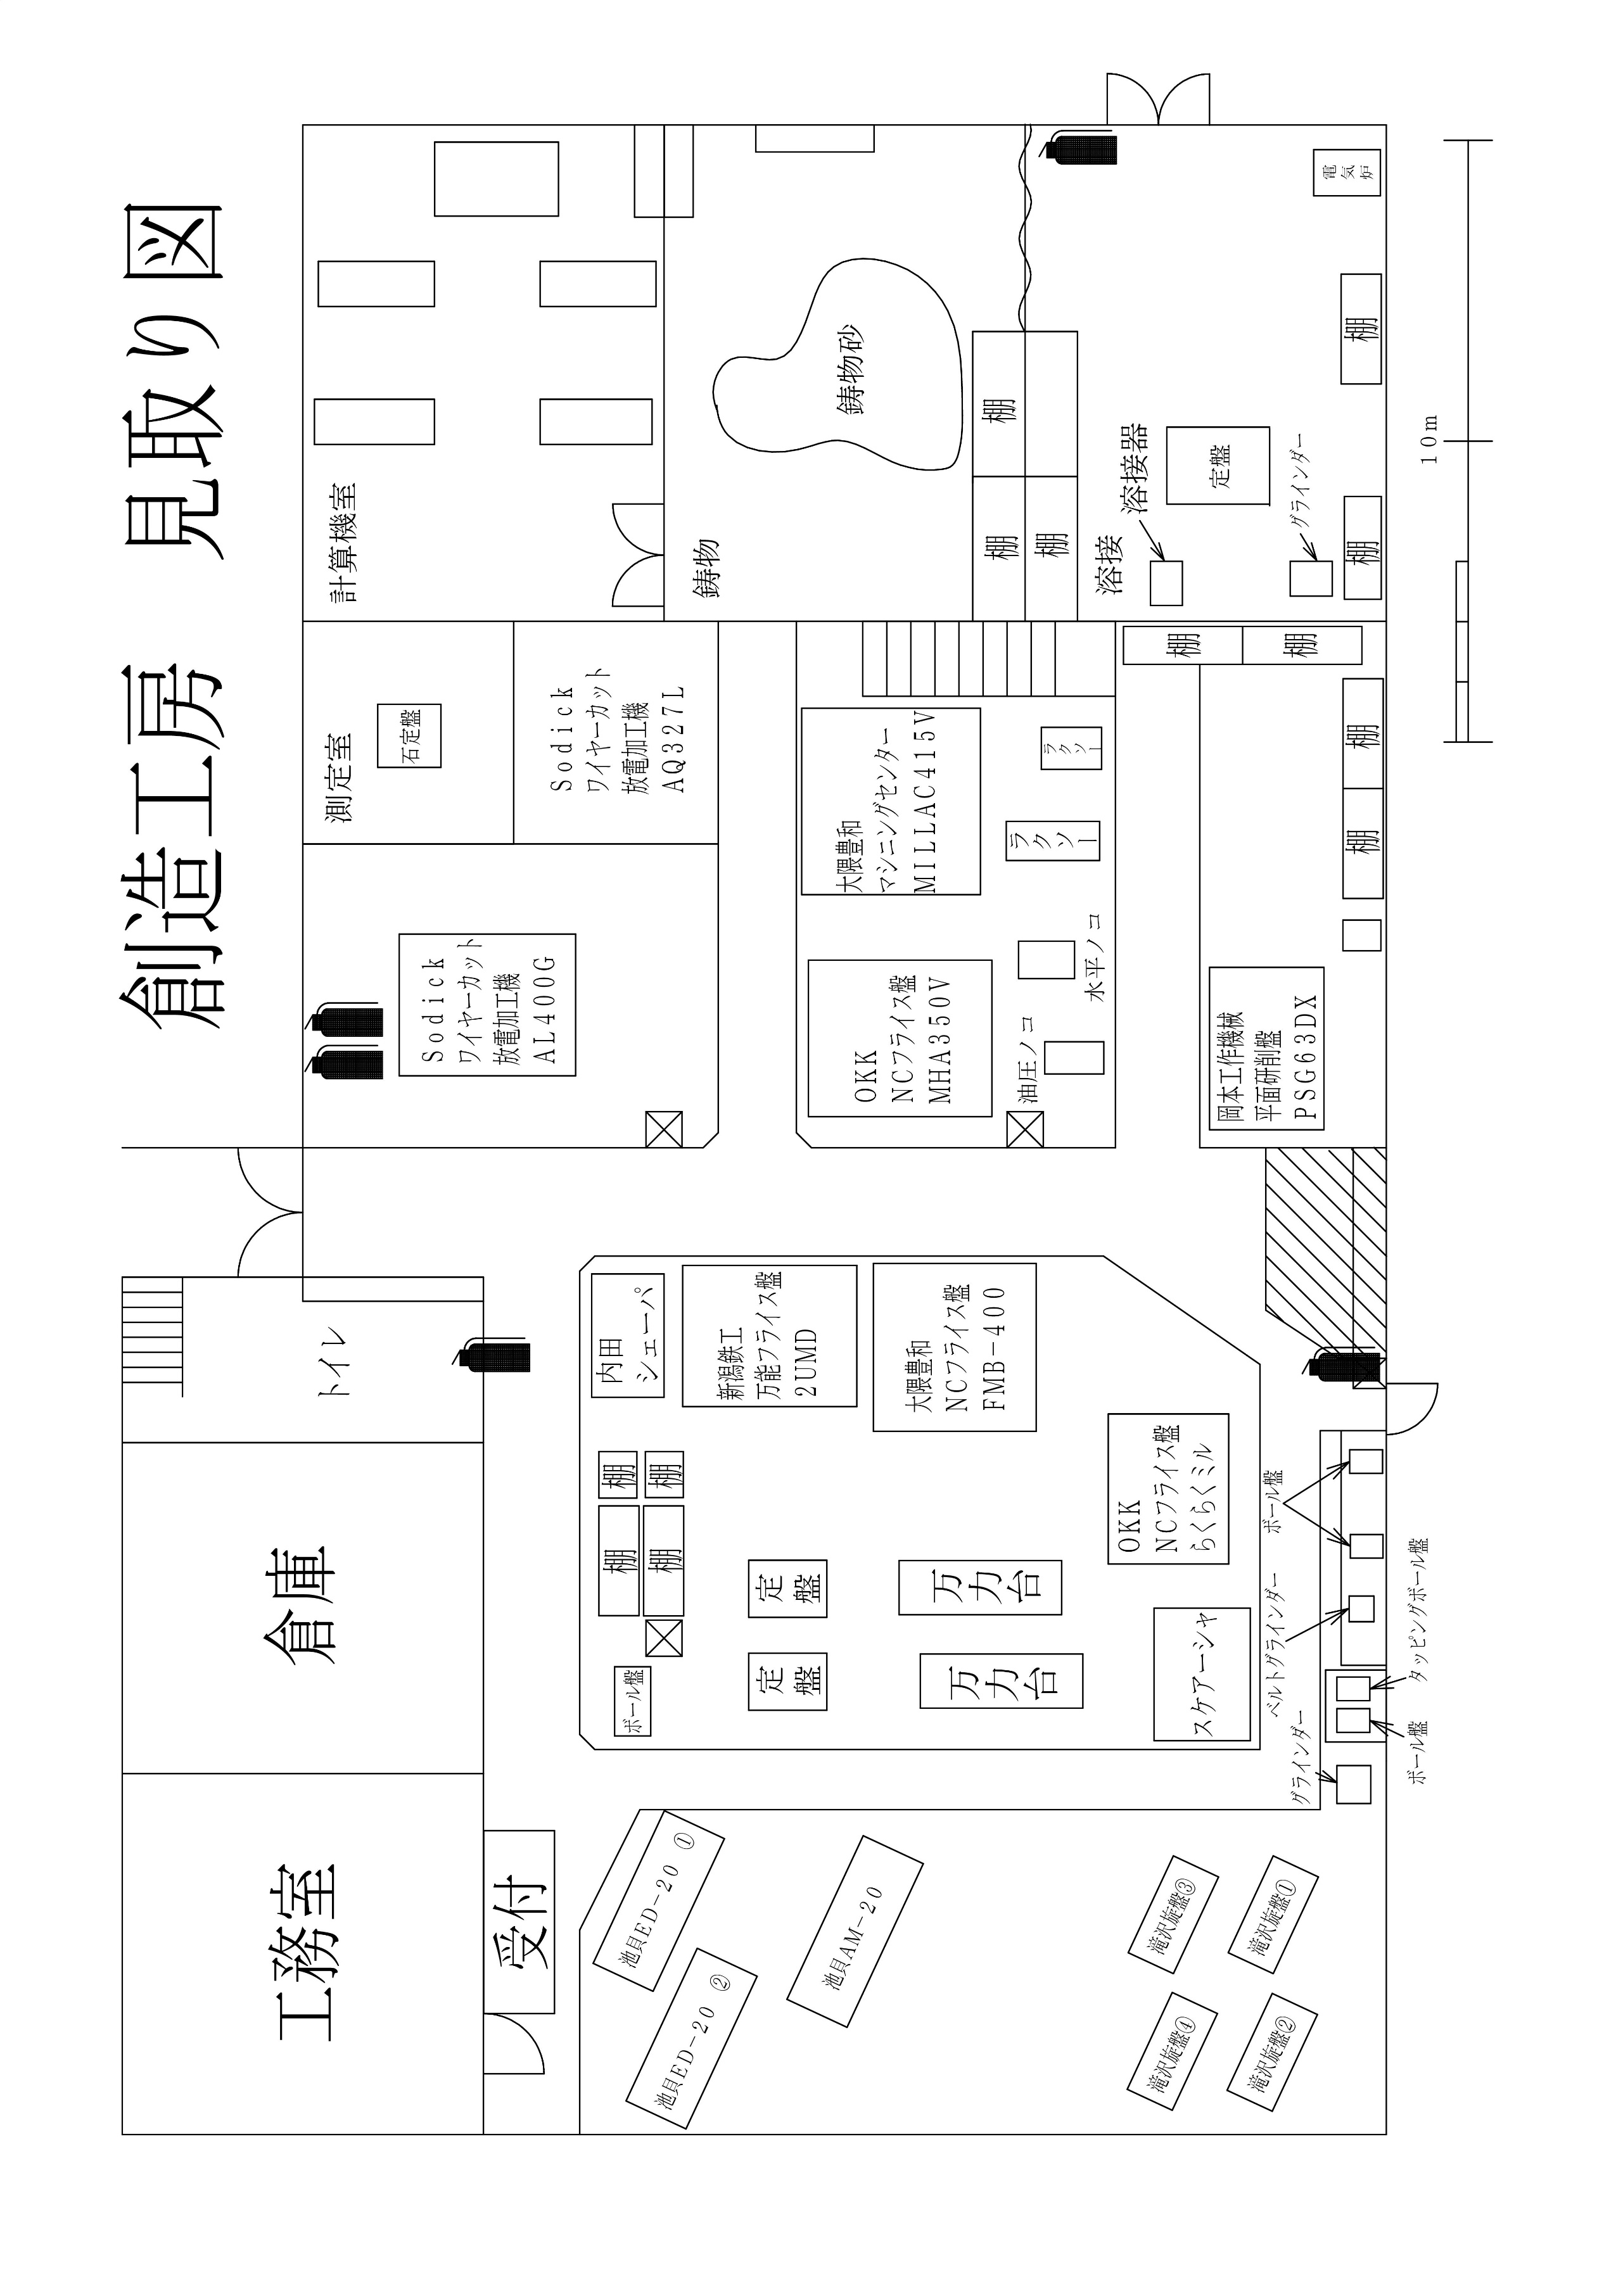 創造工房　見取り図
工務室
倉庫
トイレ
受付
測定室
石定盤
計算機室
Ｓｏｄｉｃｋ
ワイヤーカット
放電加工機
ＡＬ４００Ｇ
Ｓｏｄｉｃｋ
ワイヤーカット
放電加工機
ＡＱ３２７Ｌ
鋳物
鋳物砂
棚
棚
棚
溶接
溶接器
定盤
グラインダー
電気炉
棚
棚
棚
棚
棚
棚
大隈豊和
マシニングセンター
ＭＩＬＬＡＣ４１５Ｖ
ラクソー
ラクソー
水平ノコ
油圧ノコ
ＯＫＫ
ＮＣフライス盤
ＭＨＡ３５０Ｖ
岡本工作機械
平面研削盤
ＰＳＧ６３ＤＸ
内田
シェーパ
新潟鉄工
万能フライス盤
２ＵＭＤ
大隈豊和
ＮＣフライス盤
ＦＭＢ−４００
ＯＫＫ
ＮＣフライス盤
らくらくミル
棚
棚
棚
棚
ボール盤
定盤
定盤
万力台
万力台
スケアーシャ
池貝ＥＤ−２０　①
池貝ＥＤ−２０　②
池貝ＡＭ−２０
滝沢旋盤③
滝沢旋盤①
滝沢旋盤④
滝沢旋盤②
グラインダー
ベルトグラインダー
ボール盤
ボール盤
タッピングボール盤
１０ｍ